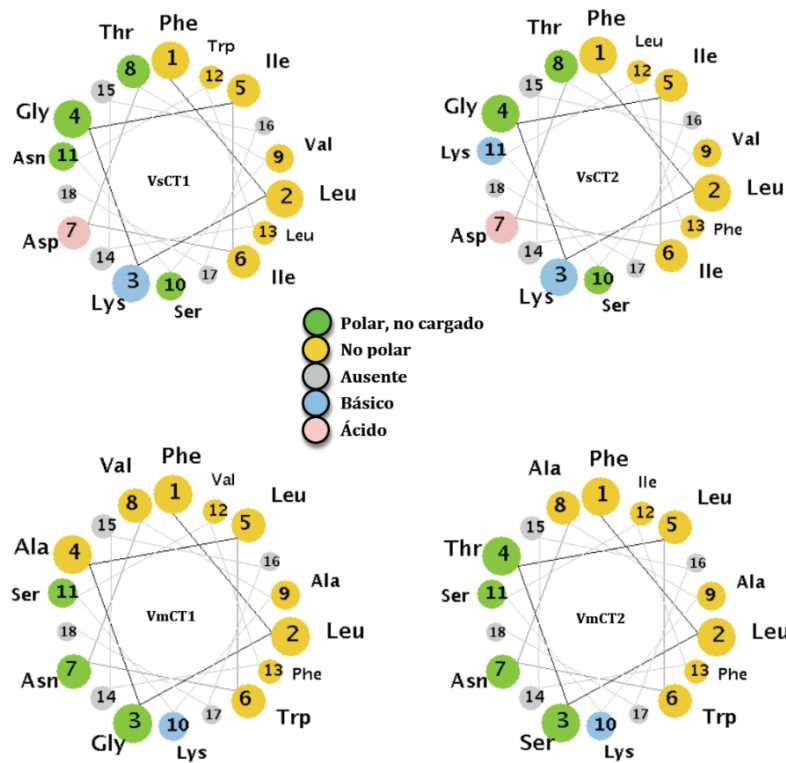 Phe
Thr
Trp
Ile
8
1
12
5
15
Gly
4
16
Asn
11
9
Val
VsCT1
18
2
Leu
7
13
Leu
Asp
14
6
Ile
3
10
17
Lys
Ser
Phe
Thr
Leu
Ile
8
1
12
5
15
Gly
4
16
Lys
11
9
Val
VsCT2
18
2
Leu
7
13
Phe
Asp
14
6
Ile
3
10
17
Lys
Ser
Polar, no cargado
No polar
Ausente
Básico
Ácido
Phe
Val
Val
Leu
8
1
12
5
15
Ala
4
16
Ser
11
9
Ala
VmCT1
18
2
Leu
7
13
Phe
Asn
14
6
Trp
3
10
17
Gly
Lys
Phe
Ala
Ile
Leu
8
1
12
5
15
Thr
4
16
Ser
11
9
Ala
VmCT2
18
2
Leu
7
13
Phe
Asn
14
6
Trp
3
10
17
Ser
Lys